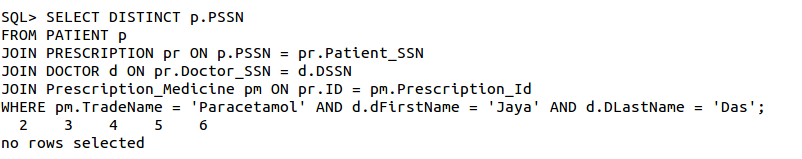 SQL> SELECT DISTINCT p.PSSN
FROM PATIENT p
JOIN PRESCRIPTION pr ON p.PSSN = pr.Patient_SSN
JOIN DOCTOR d ON pr.Doctor_SSN = d.DSSN
JOIN Prescription_Medicine pm ON pr.ID = pm.Prescription_Id
WHERE pm.TradeName = 'Paracetamol' AND d.dFirstName = 'Jaya' AND d.DLastName = 'Das';
  2    3    4    5    6
no rows selected